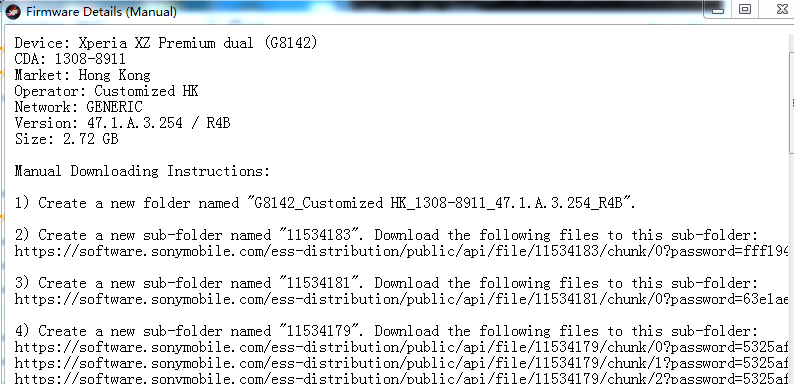 Firmware Details (Manual)
Device: Xperia XZ Premium dual (G8142)
CDA: 1308-8911
Market: Hong Kong
Operator: Customized HK
Network: GENERIC
Version: 47.1.A.3.254 / R4B
Size: 2.72 GB
Manual Downloading Instructions:
1) Create a new folder named "G8142_Customized HK_1308-8911_47.1.A.3.254_R4B".
2) Create a new sub-folder named "11534183". Download the following files to this sub-folder:
https://software.sonymobile.com/ess-distribution/public/api/file/11534183/chunk/0?password=fff194
3) Create a new sub-folder named "11534181". Download the following files to this sub-folder:
https://software.sonymobile.com/ess-distribution/public/api/file/11534181/chunk/0?password=63e1ae
4) Create a new sub-folder named "11534179". Download the following files to this sub-folder:
https://software.sonymobile.com/ess-distribution/public/api/file/11534179/chunk/0?password=5325af
https://software.sonymobile.com/ess-distribution/public/api/file/11534179/chunk/1?password=5325af
https://software.sonymobile.com/ess-distribution/public/api/file/11534179/chunk/2?password=5325af